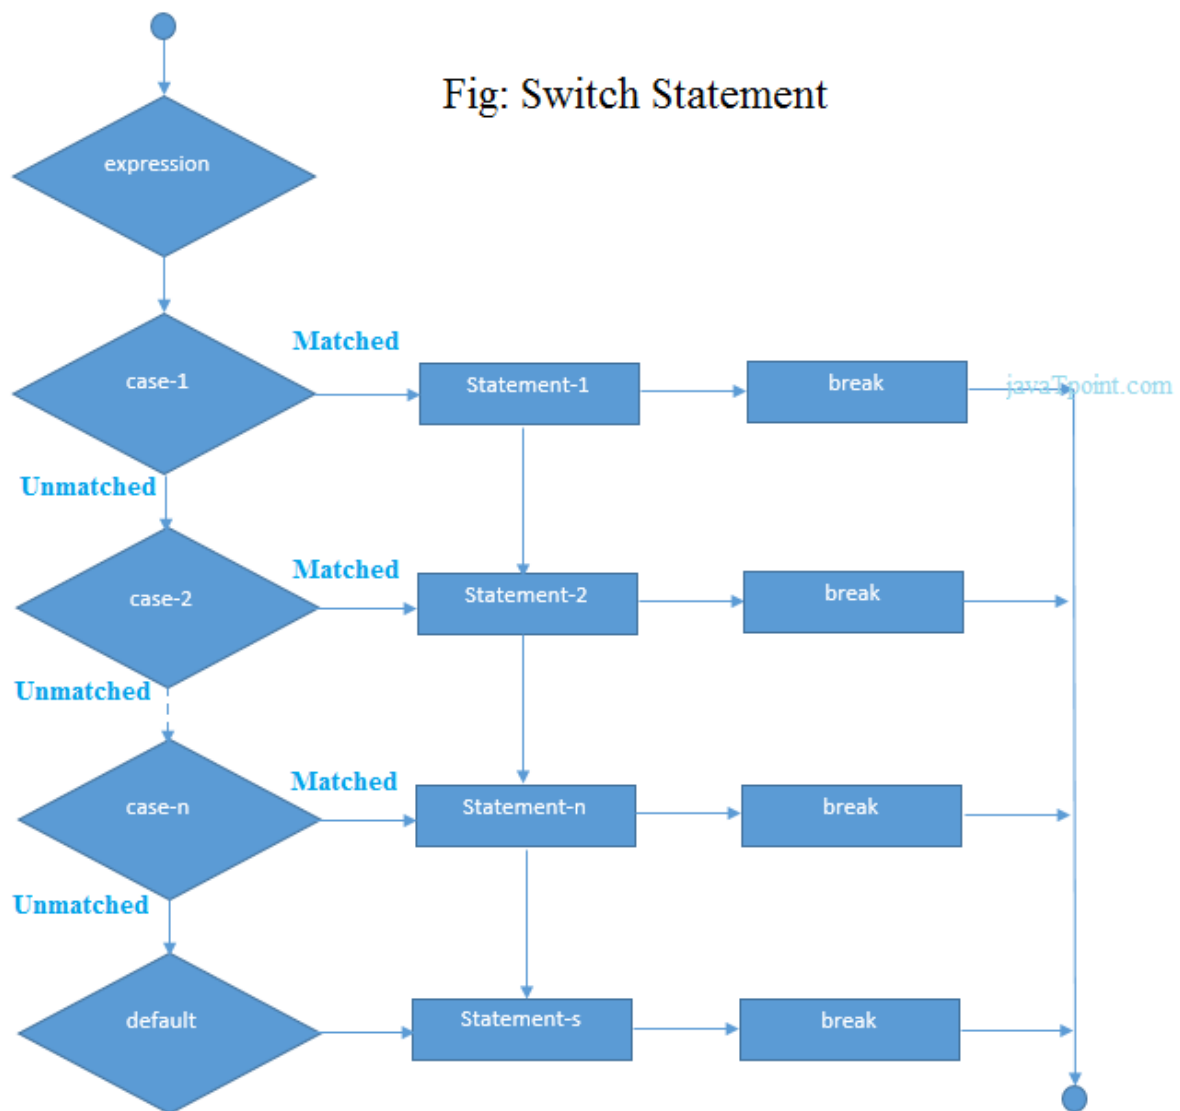 Fig: Switch Statement
expression
Matched
case-1
Statement-1
break
javaTpoint.com
Unmatched
Matched
case-2
Statement-2
break
Unmatched
Matched
case-n
Statement-n
break
Unmatched
default
Statement-s
break